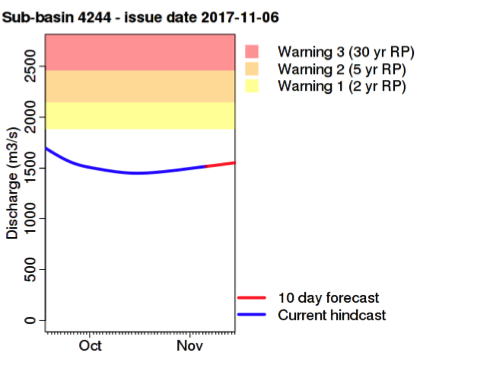 Sub-basin 4244 - issue date 2017-11-06
Warning 3 (30 yr RP)
Warning 2 (5 yr RP)
Warning 1 (2 yr RP)
Discharge (m3/s)
2500
2000
1500
1000
500
0
Oct Nov
10 day forecast
Current hindcast